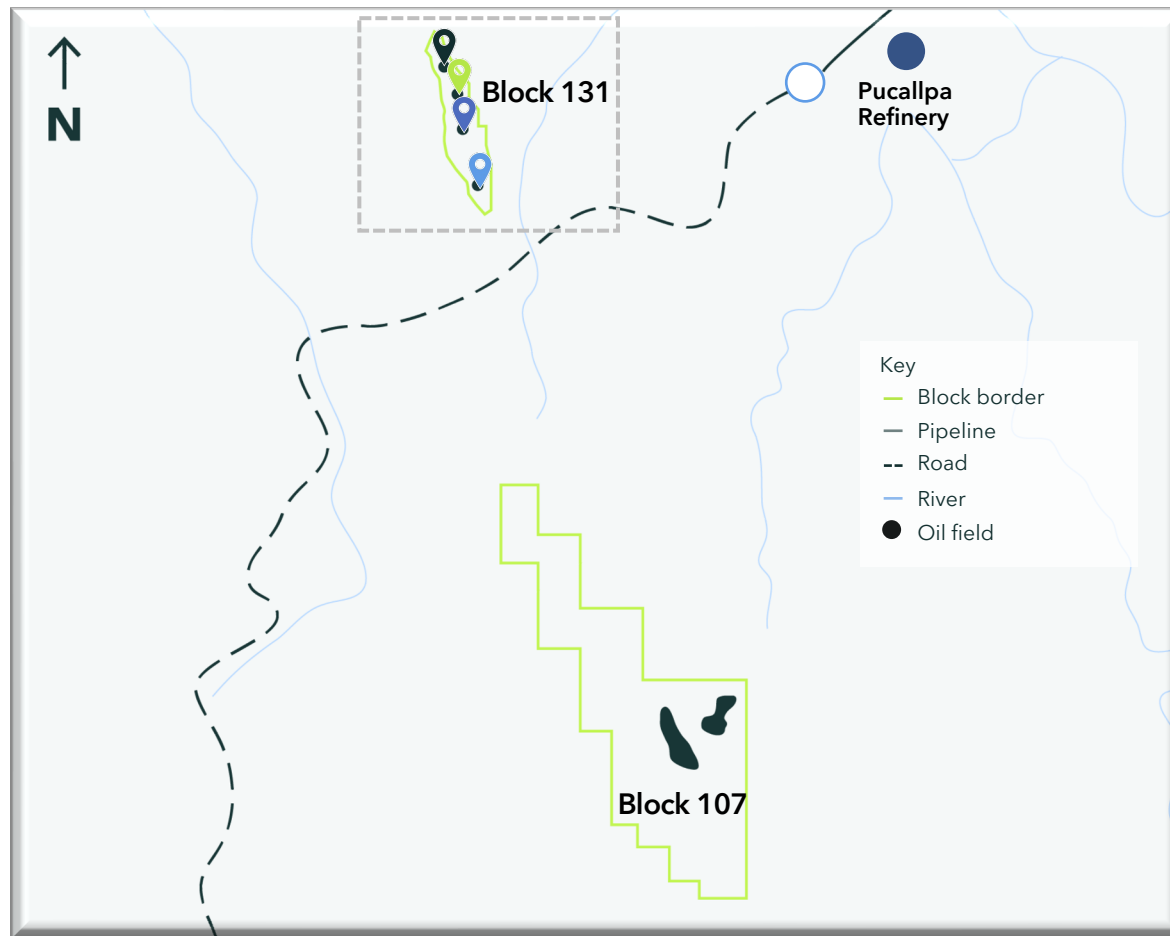 N
Block 131
Pucallpa
Refinery
Key
Block border
Pipeline
Road
River
Oil field
Block 107